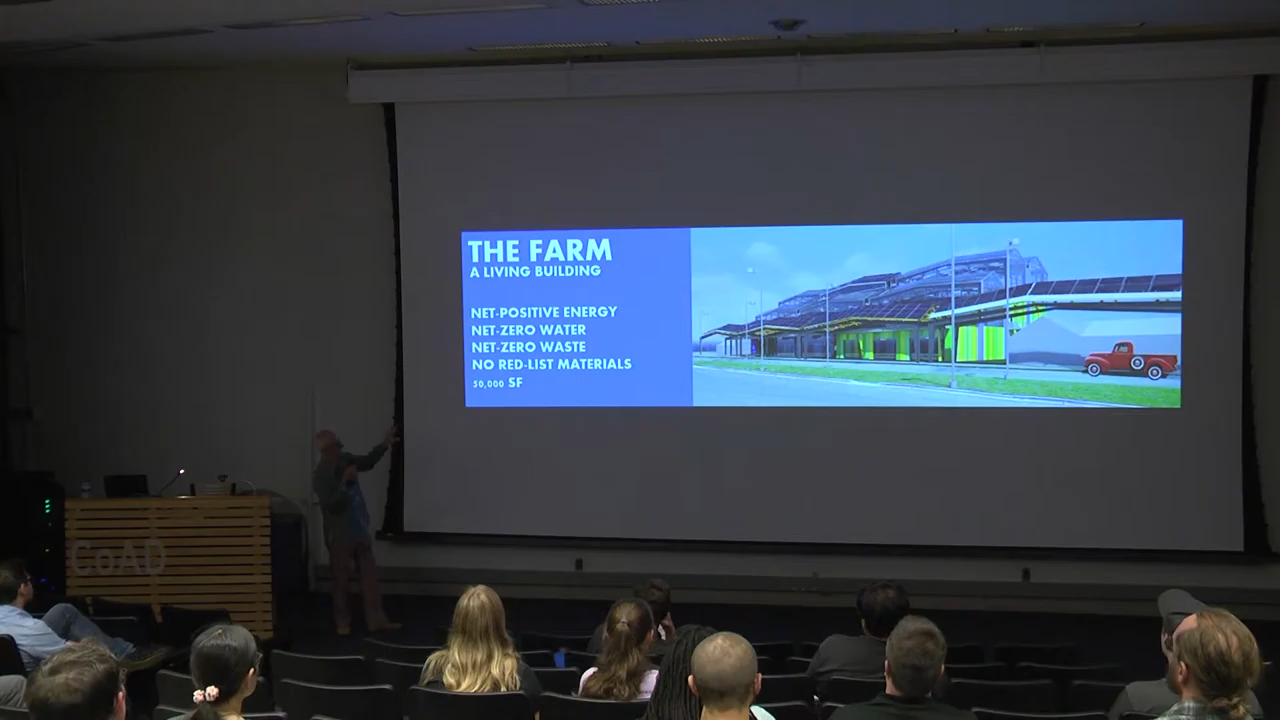 THE FARM
A LIVING BUILDING
NET-POSITIVE ENERGY
NET-ZERO WATER
NET-ZERO WASTE
NO RED-LIST MATERIALS
50,000 SF
CoAD